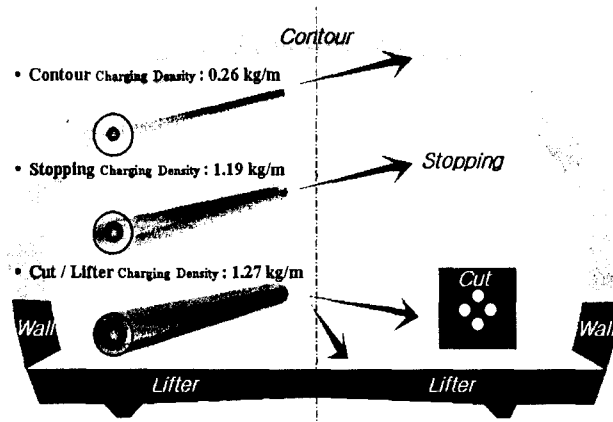 Contour
• Contour Charging Density : 0.26 kg/m
• Stopping Charging Density : 1.19 kg/m
Stopping
• Cut / Lifter Charging Density : 1.27 kg/m
Cut
Wall
Wall
Lifter
Lifter